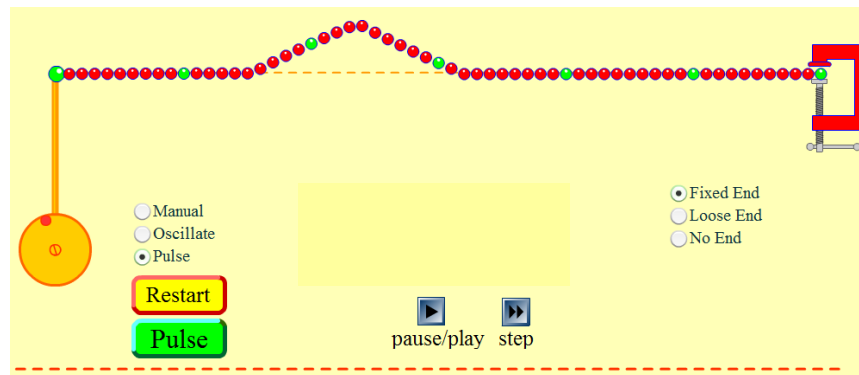 Manual
Oscillate
Pulse
Restart
Pulse
pause/play
step
Fixed End
Loose End
No End